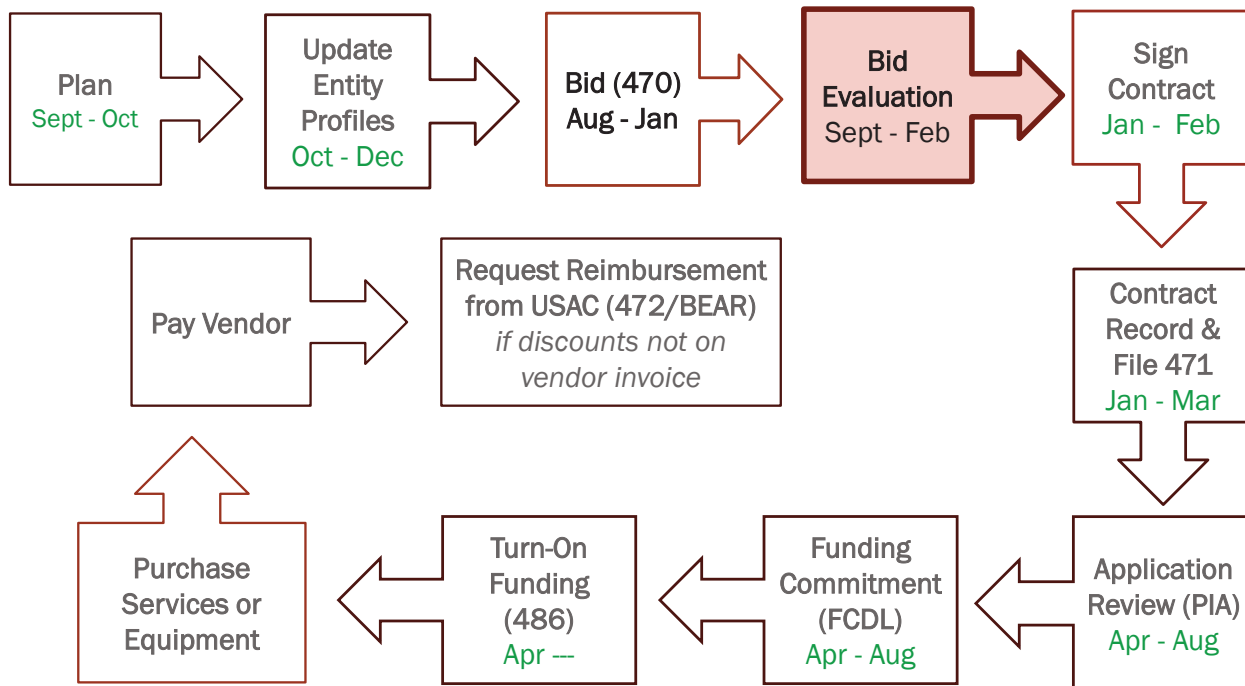 Plan
Sept - Oct
Update
Entity
Profiles
Oct - Dec
Bid (470)
Aug - Jan
Bid
Evaluation
Sept - Feb
Sign
Contract
Jan -  Feb
Contract
Record &
File 471
Jan - Mar
Application
Review (PIA)
Apr - Aug
Funding
Commitment
(FCDL)
Apr - Aug
Turn-On
Funding
(486)
Apr ---
Purchase
Services or
Equipment
Pay Vendor
Request Reimbursement
from USAC (472/BEAR)
if discounts not on
vendor invoice